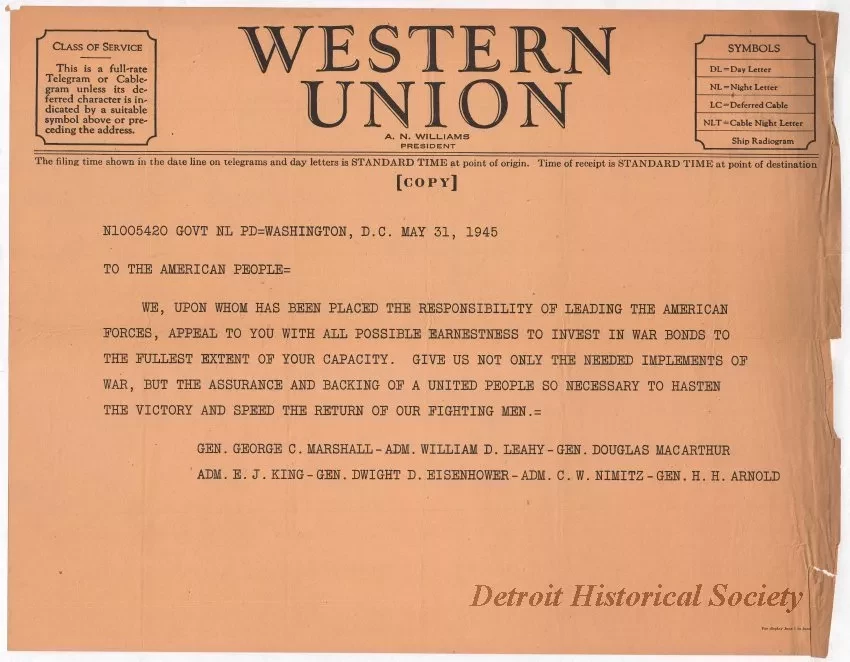 CLASS OF SERVICE
This is a full-rate
Telegram or Cable-
gram unless its de-
ferred character is in-
dicated by a suitable
symbol above or pre-
ceding the address.
WESTERN
UNION
A. N. WILLIAMS
PRESIDENT
SYMBOLS
DL=Day Letter
NL=Night Letter
LC=Deferred Cable
NLT=Cable Night Letter
Ship Radiogram
The filing time shown in the date line on telegrams and day letters is STANDARD TIME at point of origin. Time of receipt is STANDARD TIME at point of destination
[COPY]
N1005420 GOVT NL PD=WASHINGTON, D.C. MAY 31, 1945
TO THE AMERICAN PEOPLE=
WE, UPON WHOM HAS BEEN PLACED THE RESPONSIBILITY OF LEADING THE AMERICAN
FORCES, APPEAL TO YOU WITH ALL POSSIBLE EARNESTNESS TO INVEST IN WAR BONDS TO
THE FULLEST EXTENT OF YOUR CAPACITY. GIVE US NOT ONLY THE NEEDED IMPLEMENTS OF
WAR, BUT THE ASSURANCE AND BACKING OF A UNITED PEOPLE SO NECESSARY TO HASTEN
THE VICTORY AND SPEED THE RETURN OF OUR FIGHTING MEN.=
GEN. GEORGE C. MARSHALL-ADM. WILLIAM D. LEAHY-GEN. DOUGLAS MACARTHUR
ADM. E. J. KING-GEN. DWIGHT D. EISENHOWER-ADM. C. W. NIMITZ-GEN. H. H. ARNOLD
Detroit Historical Society